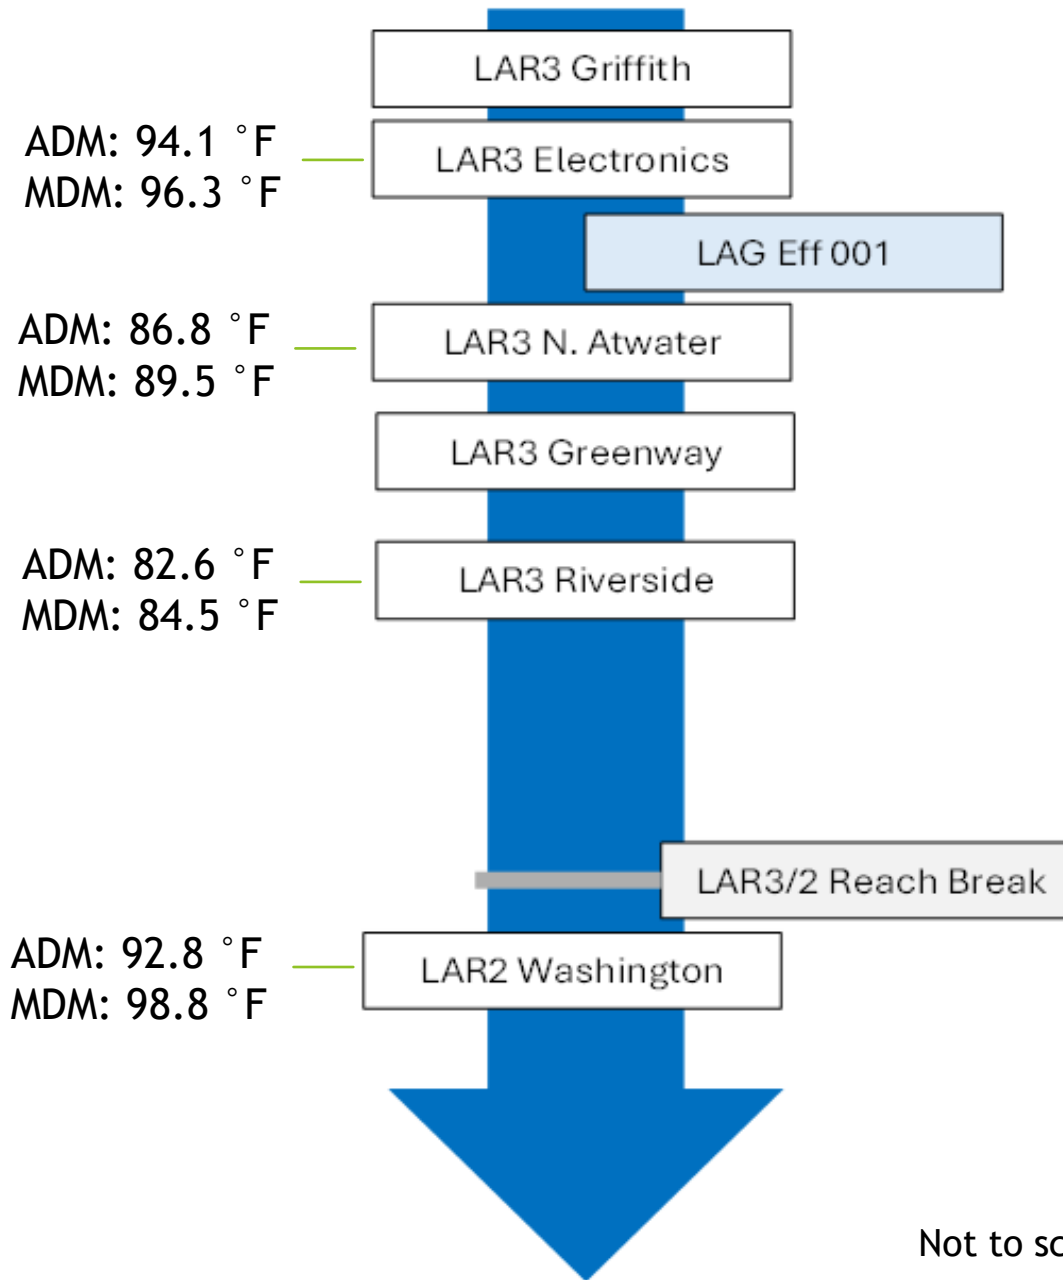 LAR3 Griffith
ADM: 94.1 °F
MDM: 96.3 °F
LAR3 Electronics
LAG Eff 001
ADM: 86.8 °F
MDM: 89.5 °F
LAR3 N. Atwater
LAR3 Greenway
ADM: 82.6 °F
MDM: 84.5 °F
LAR3 Riverside
LAR3/2 Reach Break
ADM: 92.8 °F
MDM: 98.8 °F
LAR2 Washington
Not to